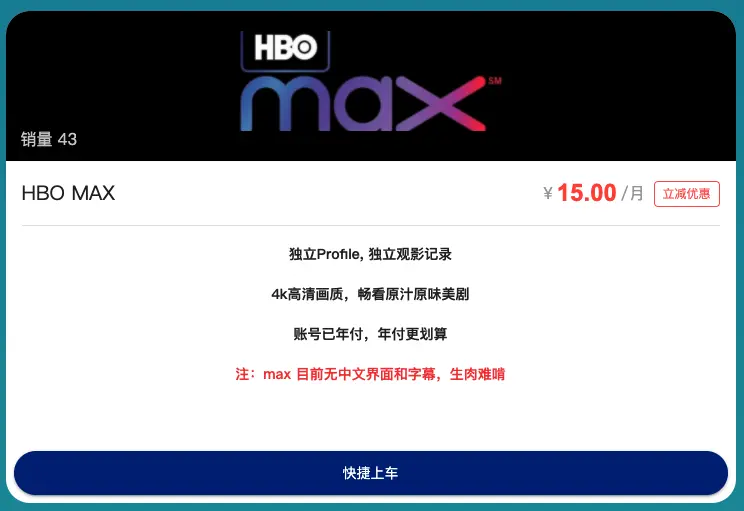 HBO
max SM
销量 43
HBO MAX
¥ 15.00 /月 立减优惠
独立Profile, 独立观影记录
4k高清画质，畅看原汁原味美剧
账号已年付，年付更划算
注：max 目前无中文界面和字幕，生肉难啃
快捷上车